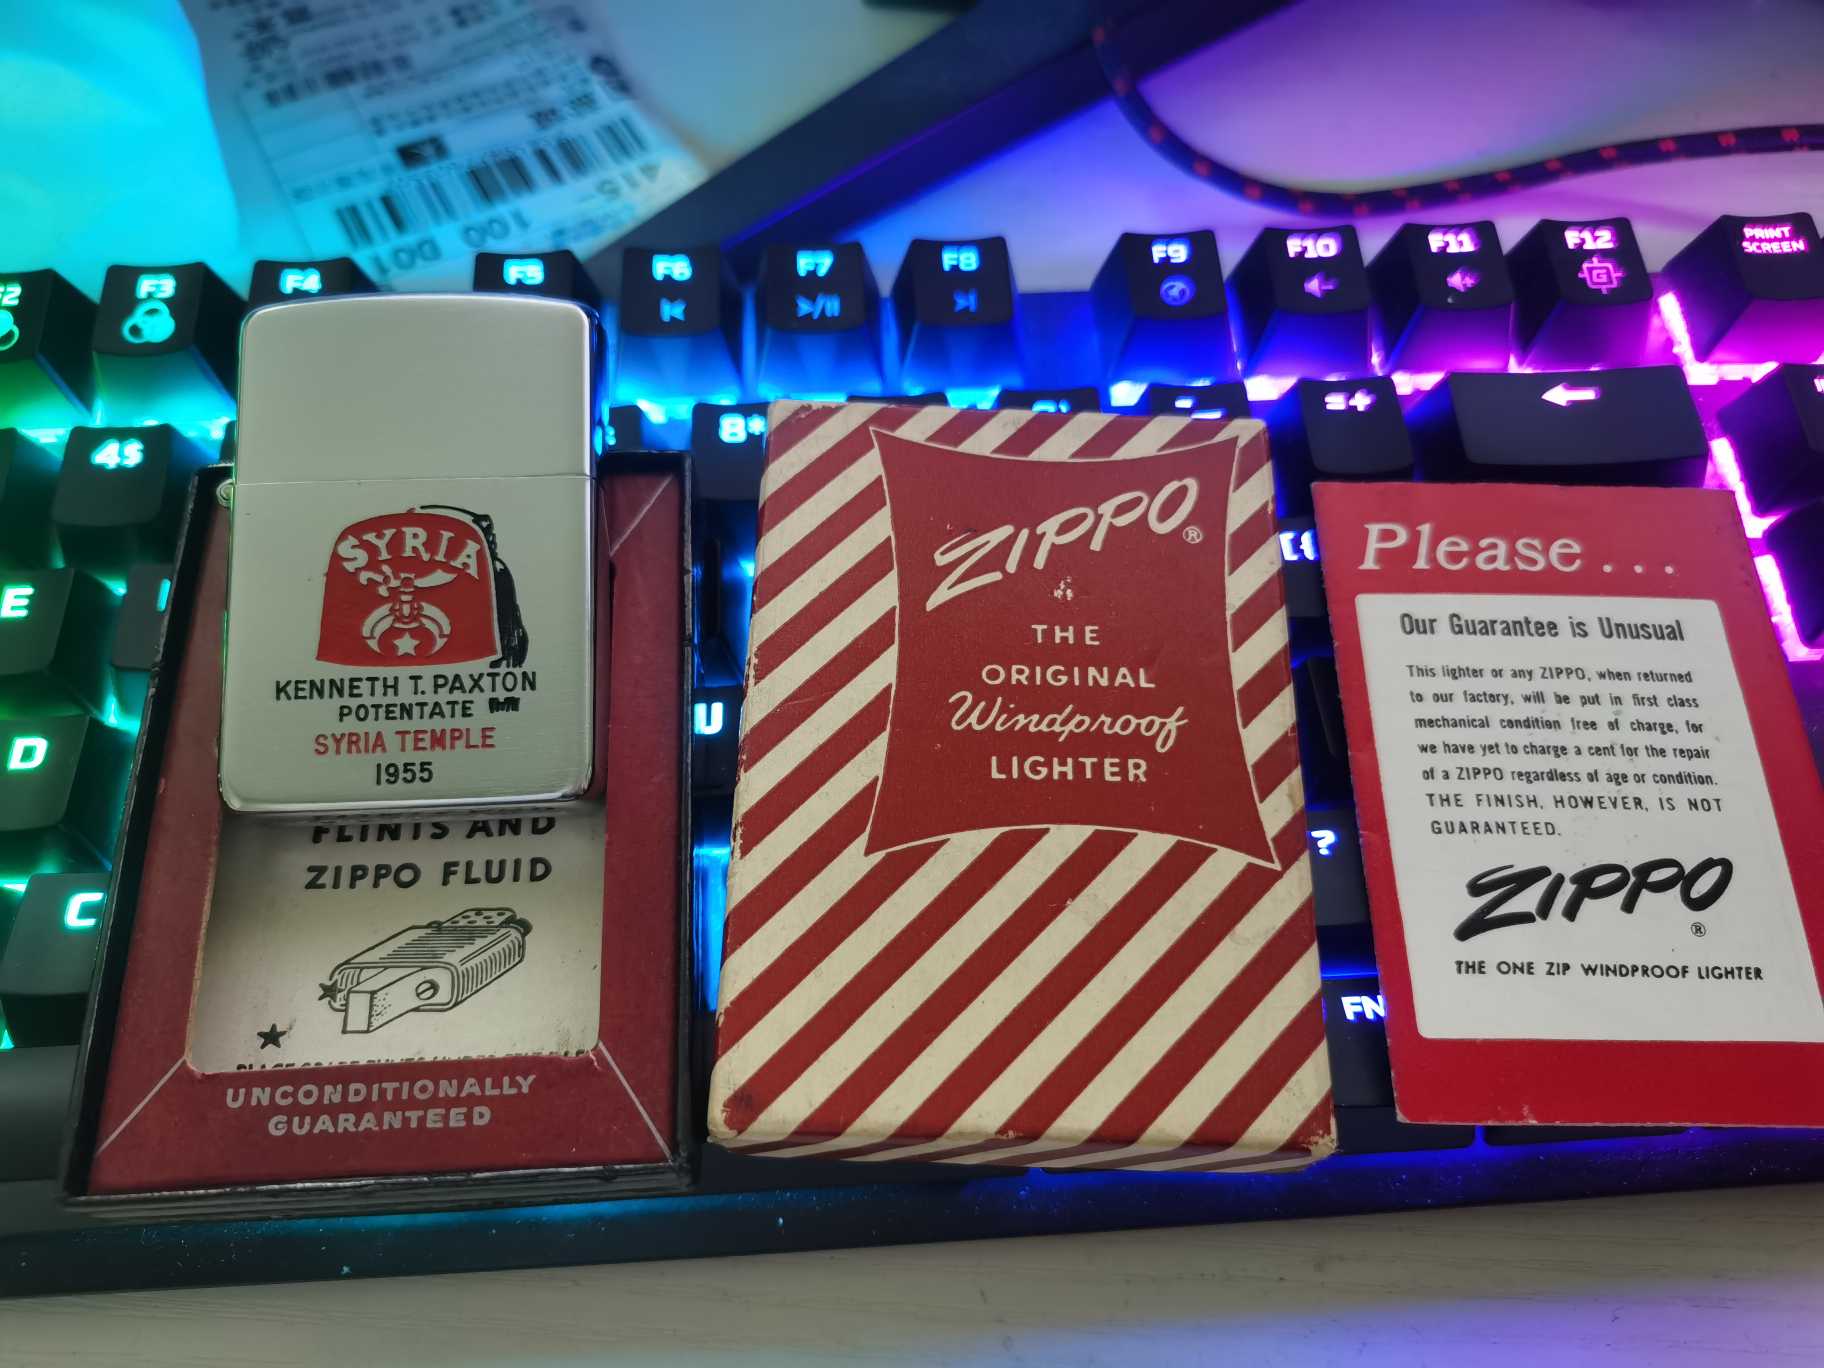 F3
F4
F5
F6
F7
F8
F9
F10
F11
F12
PRINT
SCREEN
4$
8*
E
D
C
U
?
FN
SYRIA
KENNETH T. PAXTON
POTENTATE
SYRIA TEMPLE
1955
FLINTS AND
ZIPPO FLUID
UNCONDITIONALLY
GUARANTEED
ZIPPO®
THE
ORIGINAL
Windproof
LIGHTER
Please...
Our Guarantee is Unusual
This lighter or any ZIPPO, when returned
to our factory, will be put in first class
mechanical condition free of charge, for
we have yet to charge a cent for the repair
of a ZIPPO regardless of age or condition.
THE FINISH, HOWEVER, IS NOT
GUARANTEED.
ZIPPO
®
THE ONE ZIP WINDPROOF LIGHTER